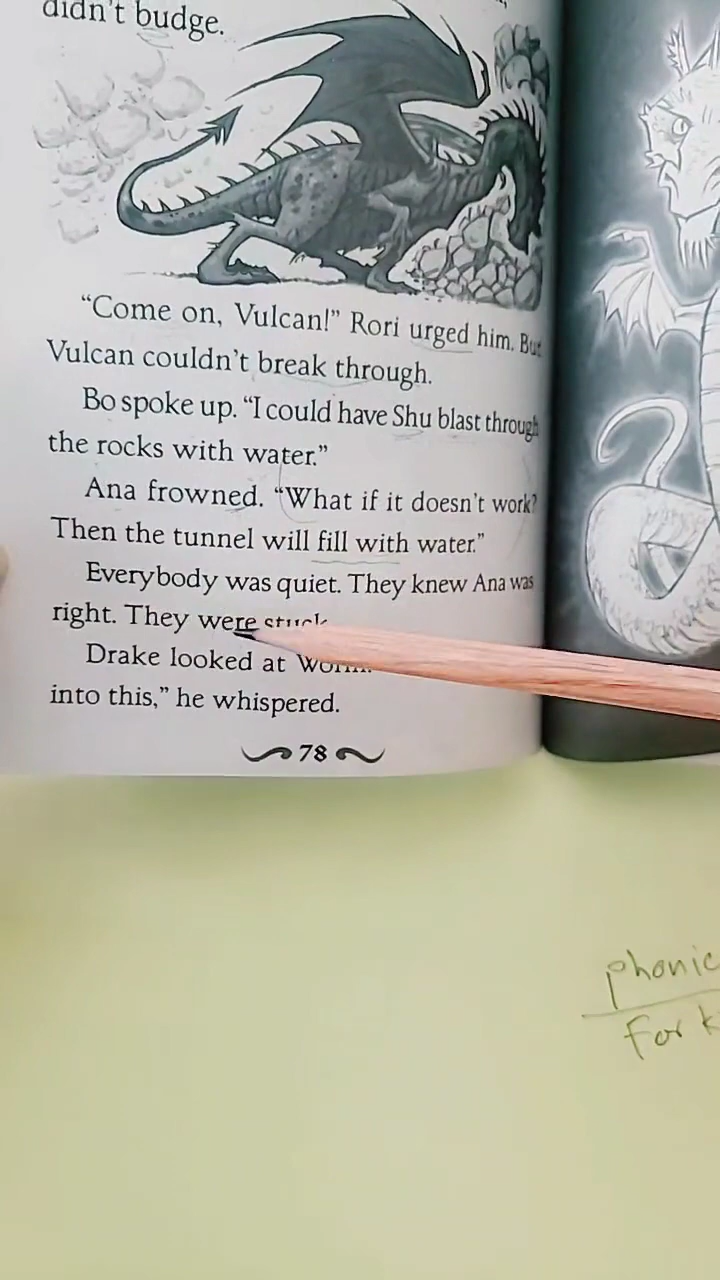 didn't budge.
"Come on, Vulcan!" Rori urged him. But
Vulcan couldn't break through.
Bo spoke up. "I could have Shu blast through
the rocks with water."
Ana frowned. "What if it doesn't work?
Then the tunnel will fill with water."
Everybody was quiet. They knew Ana was
right. They were stuck
Drake looked at
into this," he whispered.
78
phonic
For k